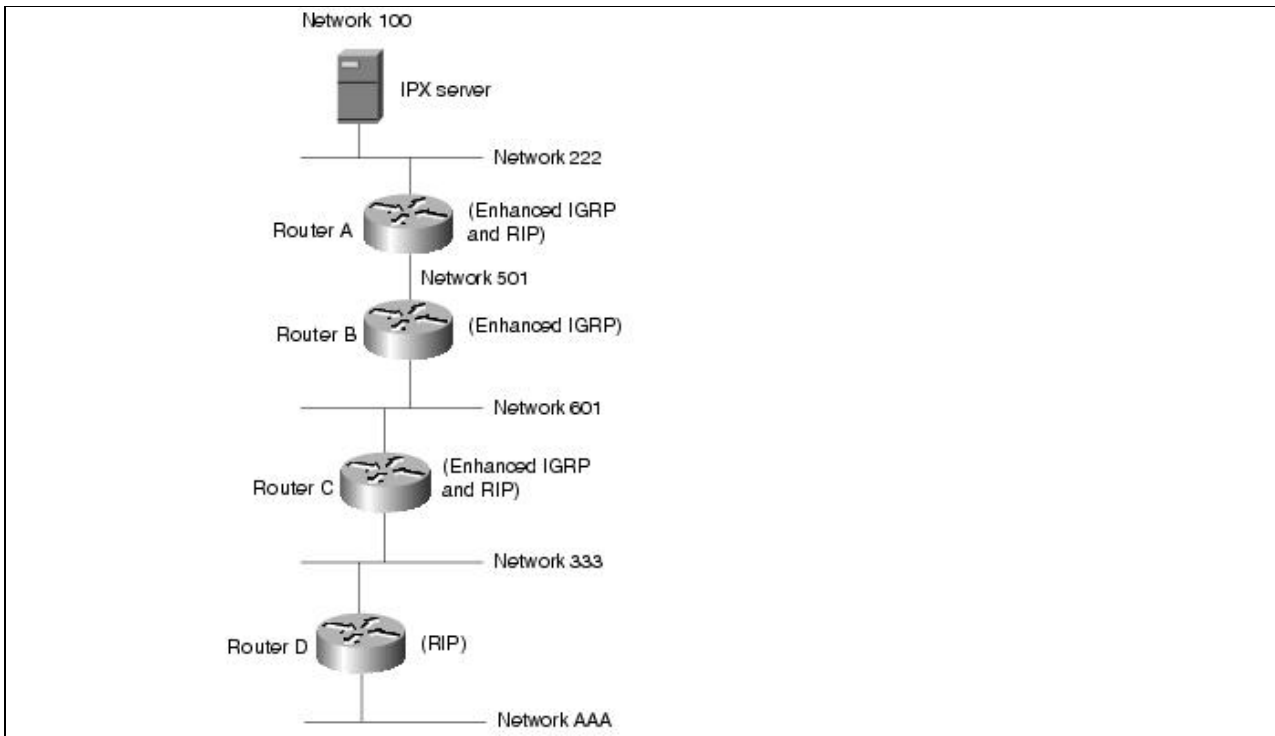 Network 100
IPX server
Network 222
Router A
(Enhanced IGRP
and RIP)
Network 501
Router B
(Enhanced IGRP)
Network 601
Router C
(Enhanced IGRP
and RIP)
Network 333
Router D
(RIP)
Network AAA